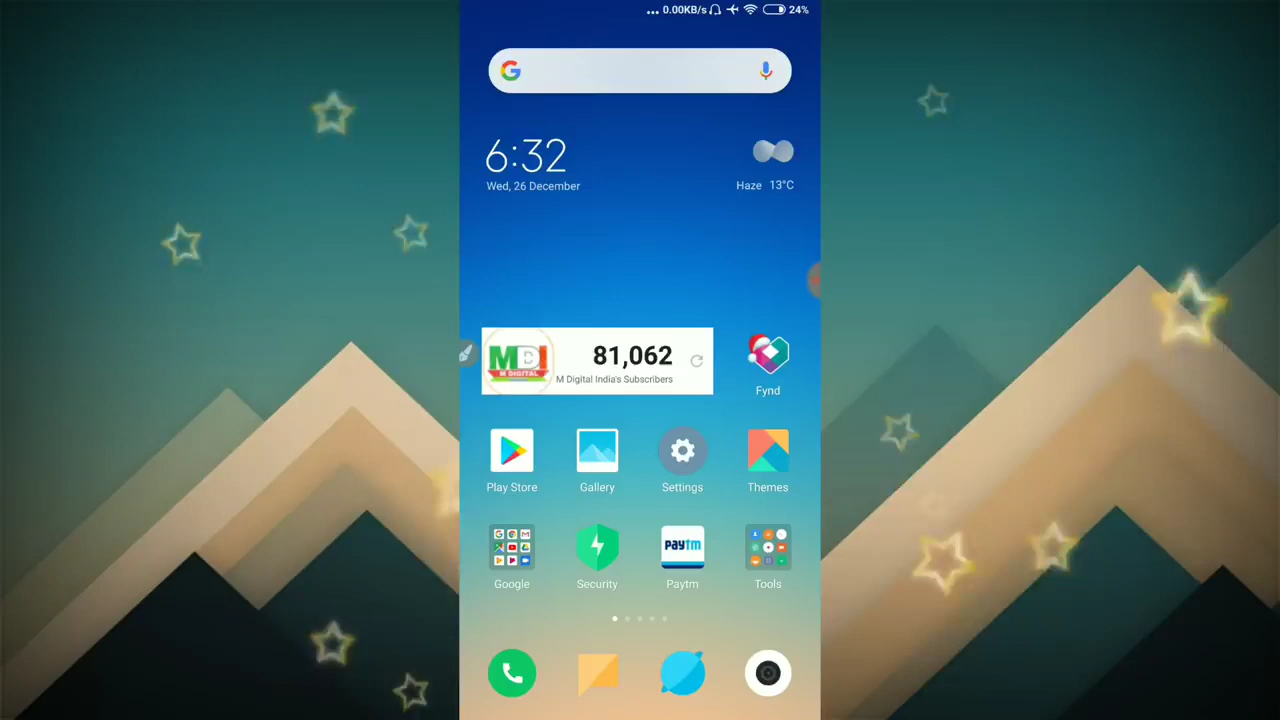 ... 0.00KB/s 24%
G
6:32
Wed, 26 December
Haze 13°C
MDI
M DIGITAL
81,062
M Digital India's Subscribers
Fynd
Play Store
Gallery
Settings
Themes
paytm
Google
Security
Paytm
Tools